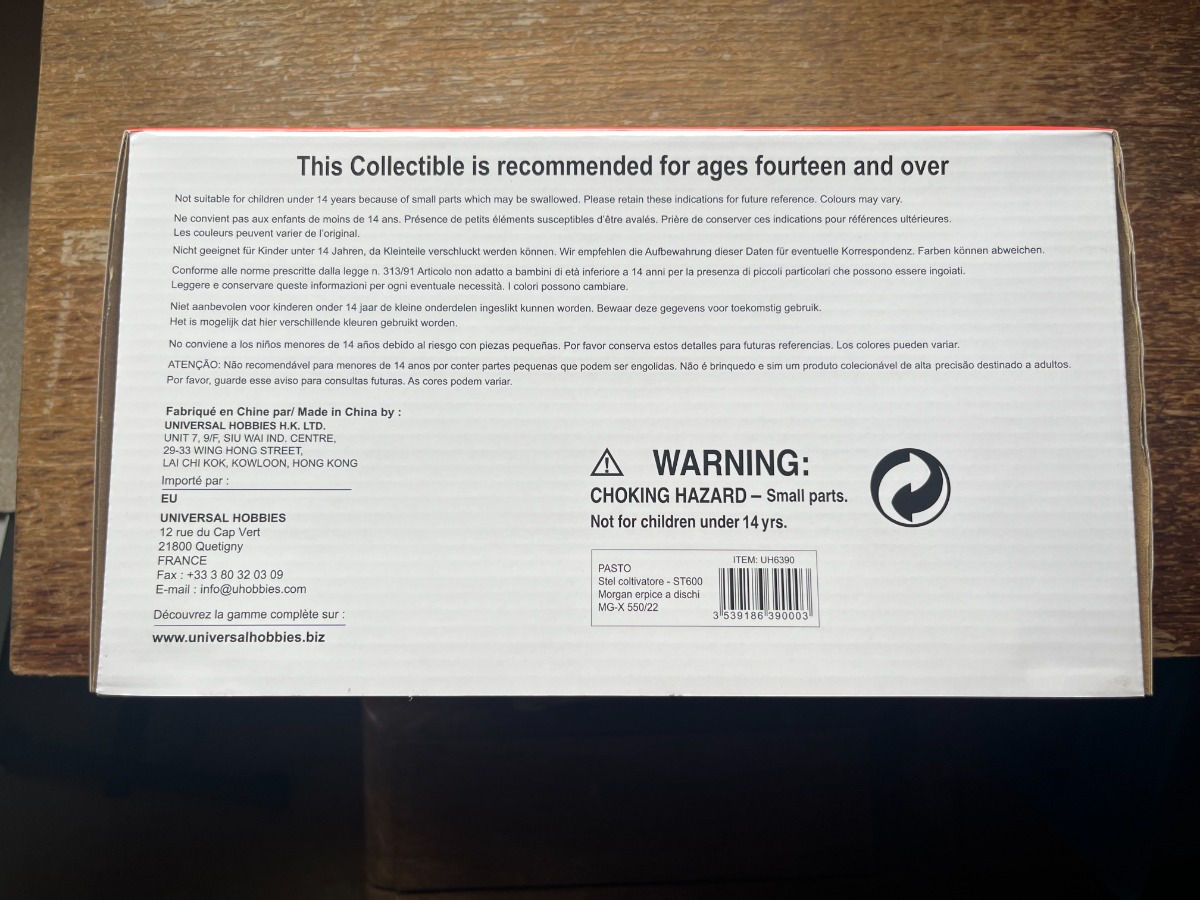 This Collectible is recommended for ages fourteen and over
Not suitable for children under 14 years because of small parts which may be swallowed. Please retain these indications for future reference. Colours may vary.
Ne convient pas aux enfants de moins de 14 ans. Présence de petits éléments susceptibles d'être avalés. Prière de conserver ces indications pour références ultérieures.
Les couleurs peuvent varier de l'original.
Nicht geeignet für Kinder unter 14 Jahren, da Kleinteile verschluckt werden können. Wir empfehlen die Aufbewahrung dieser Daten für eventuelle Korrespondenz. Farben können abweichen.
Conforme alle norme prescritte dalla legge n. 313/91 Articolo non adatto a bambini di età inferiore a 14 anni per la presenza di piccoli particolari che possono essere ingoiati.
Leggere e conservare queste informazioni per ogni eventuale necessità. I colori possono cambiare.
Niet aanbevolen voor kinderen onder 14 jaar de kleine onderdelen ingeslikt kunnen worden. Bewaar deze gegevens voor toekomstig gebruik.
Het is mogelijk dat hier verschillende kleuren gebruikt worden.
No conviene a los niños menores de 14 años debido al riesgo con piezas pequeñas. Por favor conserva estos detalles para futuras referencias. Los colores pueden variar.
ATENÇÃO: Não recomendável para menores de 14 anos por conter partes pequenas que podem ser engolidas. Não é brinquedo e sim um produto colecionável de alta precisão destinado a adultos.
Por favor, guarde esse aviso para consultas futuras. As cores podem variar.
Fabriqué en Chine par/ Made in China by :
UNIVERSAL HOBBIES H.K. LTD.
UNIT 7, 9/F, SIU WAI IND. CENTRE,
29-33 WING HONG STREET,
LAI CHI KOK, KOWLOON, HONG KONG
Importé par :
EU
UNIVERSAL HOBBIES
12 rue du Cap Vert
21800 Quetigny
FRANCE
Fax : +33 3 80 32 03 09
E-mail : info@uhobbies.com
Découvrez la gamme complète sur :
www.universalhobbies.biz
WARNING:
CHOKING HAZARD – Small parts.
Not for children under 14 yrs.
ITEM: UH6390
PASTO
Stel coltivatore - ST600
Morgan erpice a dischi
MG-X 550/22
3 539186 390003